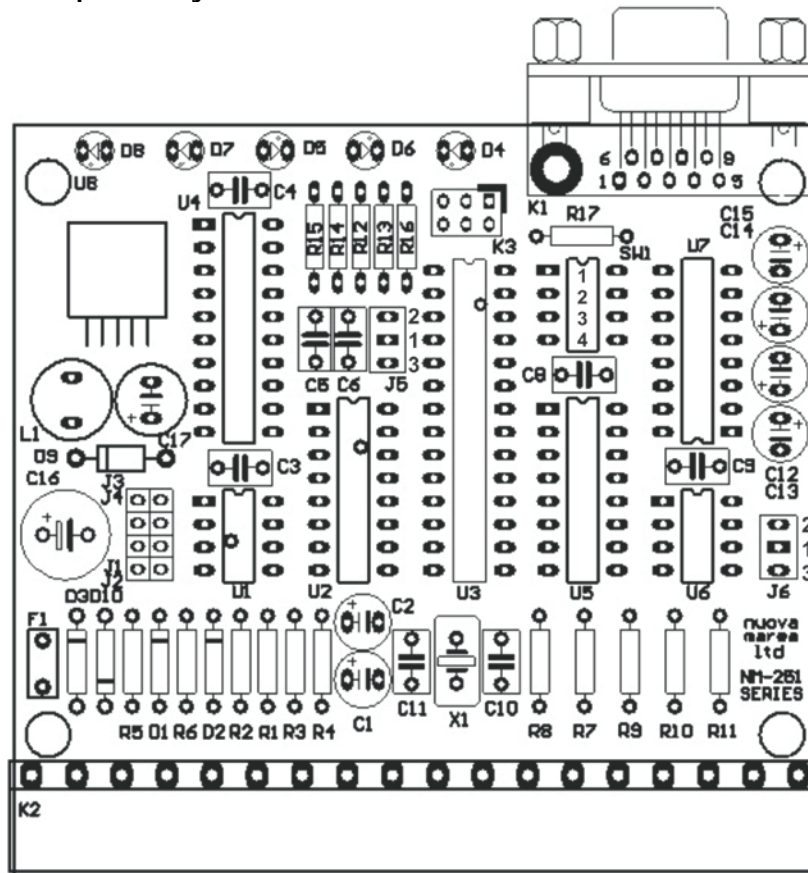 D8 D7 D5 D6 D4
6 9
1 5
K1
U8
U4 C4
R15 R14 R12 R13 R16
K3
R17
SW1
U7
C15
C14
1
2
3
4
2
1
3
C5 C6 J5
C8
L1
C17
D9
C16
C3
C9
C12
C13
J3
J4
J1
J2
2
1
3
U1 U2 U3 U5 U6 J6
D3 D10
F1
C2
nuova
marea
ltd
NM-251
SERIES
R5 D1 R6 D2 R2 R1 R3 R4 C1 C11 X1 C10 R8 R7 R9 R10 R11
K2